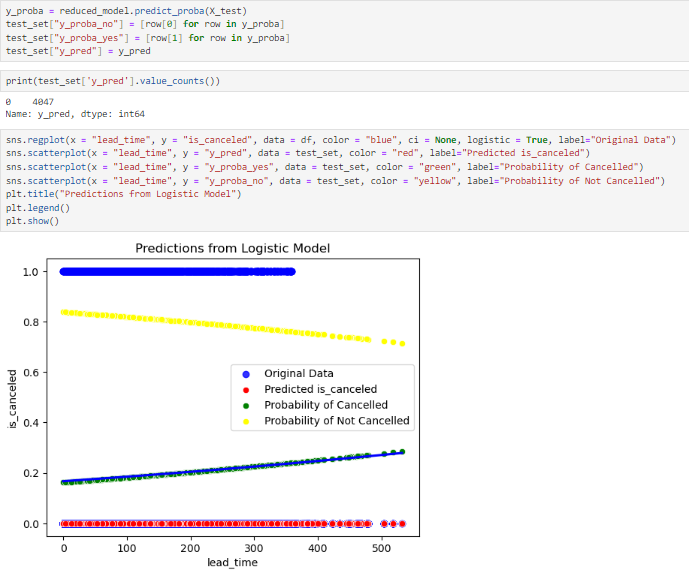 y_proba = reduced_model.predict_proba(X_test)
test_set["y_proba_no"] = [row[0] for row in y_proba]
test_set["y_proba_yes"] = [row[1] for row in y_proba]
test_set["y_pred"] = y_pred
print(test_set['y_pred'].value_counts())
0    4047
Name: y_pred, dtype: int64
sns.regplot(x = "lead_time", y = "is_canceled", data = df, color = "blue", ci = None, logistic = True, label="Original Data")
sns.scatterplot(x = "lead_time", y = "y_pred", data = test_set, color = "red", label="Predicted is_canceled")
sns.scatterplot(x = "lead_time", y = "y_proba_yes", data = test_set, color = "green", label="Probability of Cancelled")
sns.scatterplot(x = "lead_time", y = "y_proba_no", data = test_set, color = "yellow", label="Probability of Not Cancelled")
plt.title("Predictions from Logistic Model")
plt.legend()
plt.show()
Predictions from Logistic Model
1.0
0.8
0.6
0.4
0.2
0.0
is_canceled
Original Data
Predicted is_canceled
Probability of Cancelled
Probability of Not Cancelled
0 100 200 300 400 500
lead_time